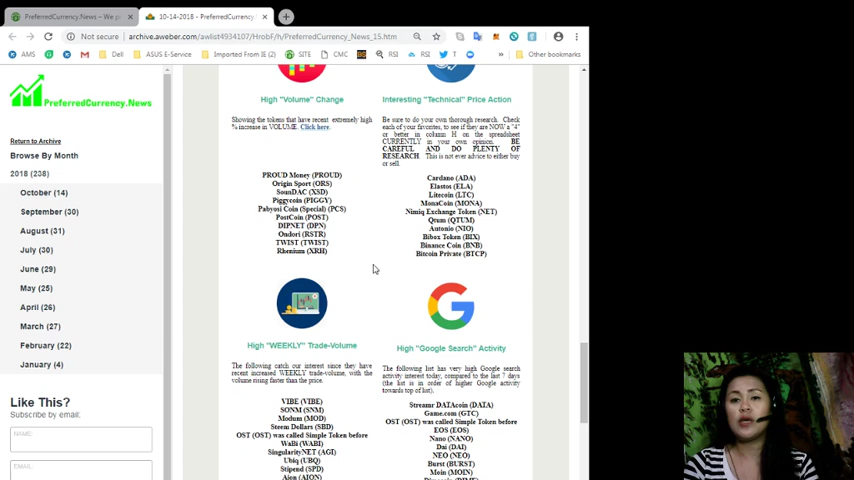 PreferredCurrency.News – We p
10-14-2018 - PreferredCurrency
Not secure
archive.aweber.com/awlist4934107/HrobF/h/PreferredCurrency_News_15.htm
AMS
Dell
ASUS E-Service
Imported From IE (2)
SITE
CMC
RSI
RSI
T
»
Other bookmarks
PreferredCurrency.News
Return to Archive
Browse By Month
2018 (238)
October (14)
September (30)
August (31)
July (30)
June (29)
May (25)
April (26)
March (27)
February (22)
January (4)
Like This?
Subscribe by email:
NAME:
EMAIL
High "Volume" Change
Showing the tokens that have recent extremely high
% increase in VOLUME. Click here.
PROUD Money (PROUD)
Origin Sport (ORS)
SounDAC (XSD)
Piggycoin (PIGGY)
Pabyosi Coin (Special) (PCS)
PostCoin (POST)
DIPNET (DPN)
Ondori (RSTR)
TWIST (TWIST)
Rhenium (XRH)
Interesting "Technical" Price Action
Be sure to do your own thorough research. Check
each of your favorites, to see if they are NOW a "4"
or better in column H on the spreadsheet
CURRENTLY in your own opinion. BE
CAREFUL AND DO PLENTY OF
RESEARCH. This is not ever advice to either buy
or sell.
Cardano (ADA)
Elastos (ELA)
Litecoin (LTC)
MonaCoin (MONA)
Nimiq Exchange Token (NET)
Qtum (QTUM)
Autonio (NIO)
Bibox Token (BIX)
Binance Coin (BNB)
Bitcoin Private (BTCP)
High "WEEKLY" Trade-Volume
The following catch our interest since they have
recent increased WEEKLY trade-volume, with the
volume rising faster than the price.
VIBE (VIBE)
SONM (SNM)
Modum (MOD)
Steem Dollars (SBD)
OST (OST) was called Simple Token before
WaBi (WABI)
SingularityNET (AGI)
Ubiq (UBQ)
Stipend (SPD)
Aion (AION)
High "Google Search" Activity
The following list has very high Google search
activity interest today, compared to the last 7 days
(the list is in order of higher Google activity
towards top of list).
Streamr DATAcoin (DATA)
Game.com (GTC)
OST (OST) was called Simple Token before
EOS (EOS)
Nano (NANO)
Dai (DAI)
NEO (NEO)
Burst (BURST)
Moin (MOIN)